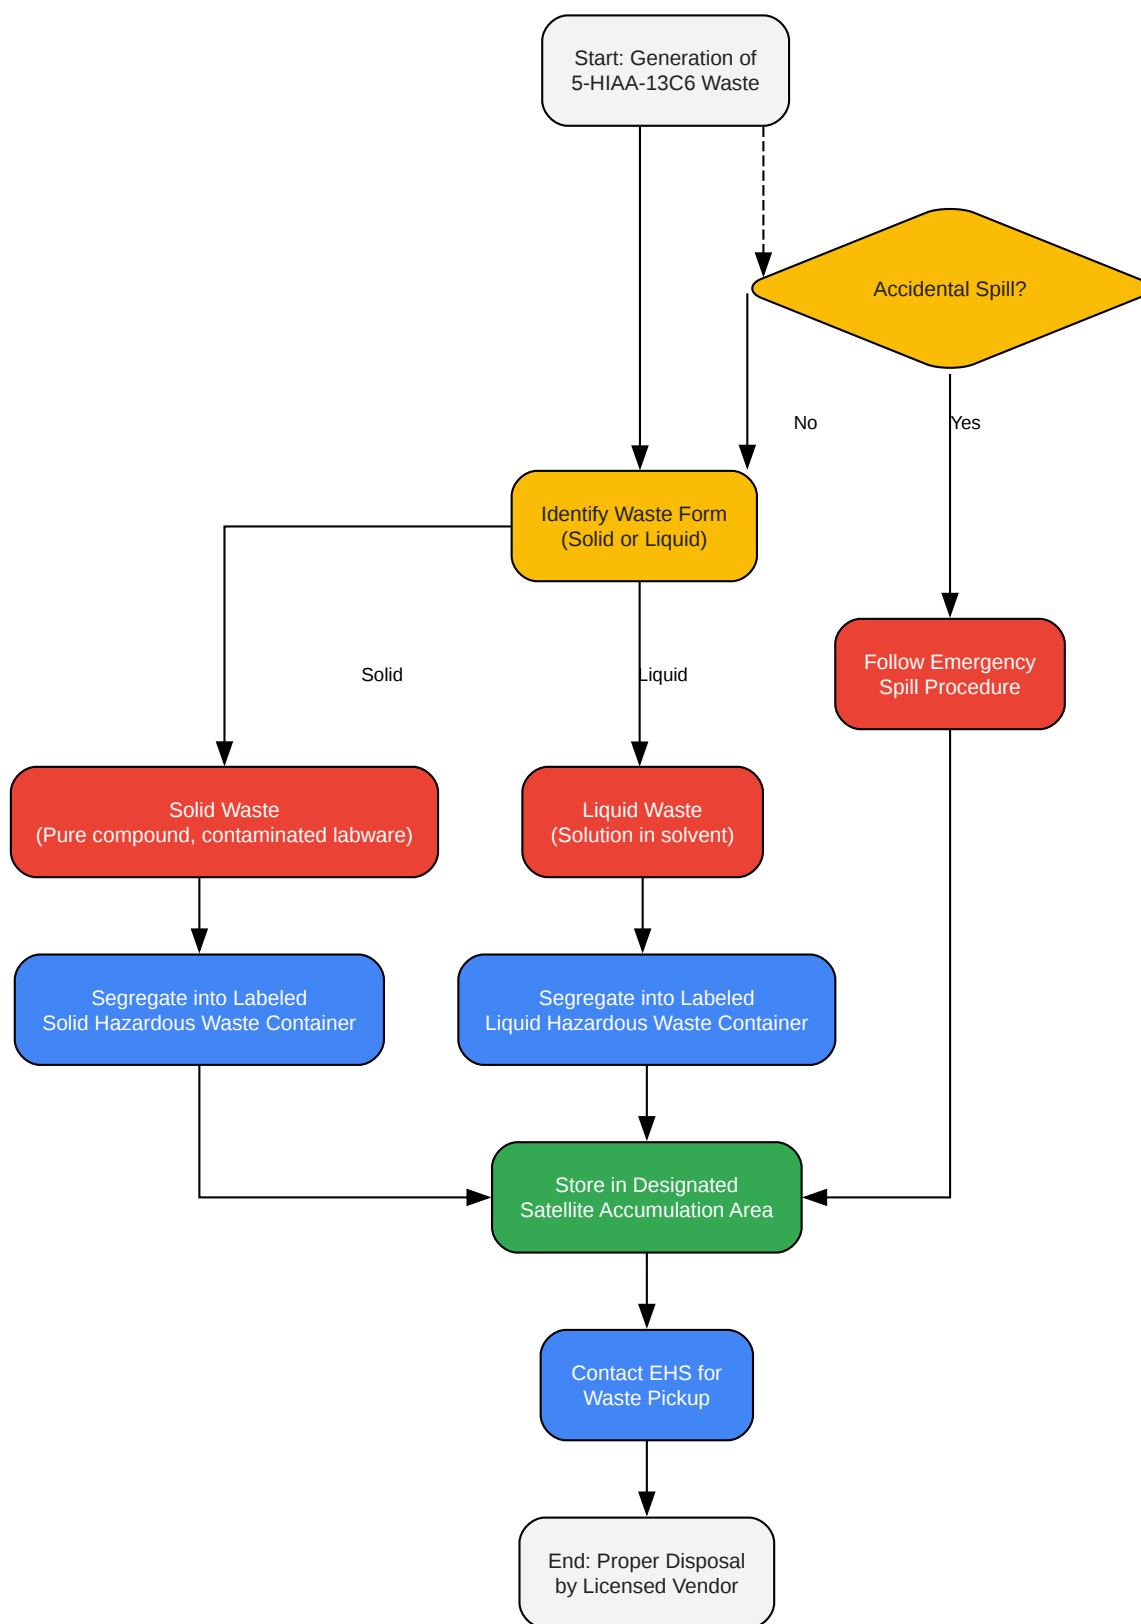 Start: Generation of
5-HIAA-13C6 Waste
Accidental Spill?
No
Yes
Identify Waste Form
(Solid or Liquid)
Solid
Liquid
Follow Emergency
Spill Procedure
Solid Waste
(Pure compound, contaminated labware)
Liquid Waste
(Solution in solvent)
Segregate into Labeled
Solid Hazardous Waste Container
Segregate into Labeled
Liquid Hazardous Waste Container
Store in Designated
Satellite Accumulation Area
Contact EHS for
Waste Pickup
End: Proper Disposal
by Licensed Vendor